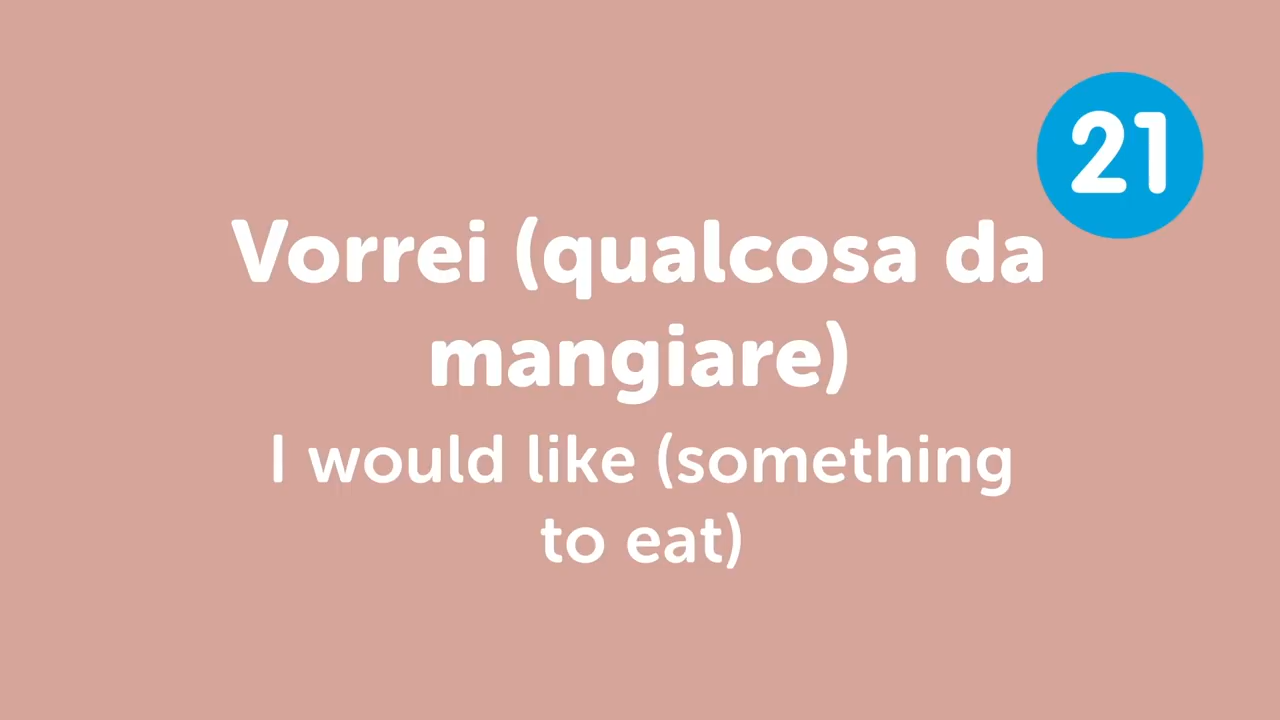 21
Vorrei (qualcosa da
mangiare)
I would like (something
to eat)